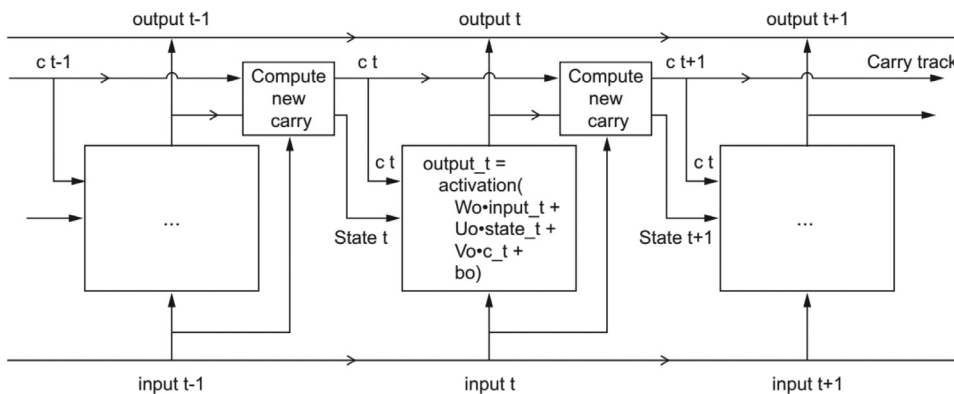 output t-1
output t
output t+1
c t-1
Compute
new
carry
c t
Compute
new
carry
c t+1
Carry track
...
State t
c t
output_t =
activation(
Wo•input_t +
Uo•state_t +
Vo•c_t +
bo)
State t+1
c t
...
input t-1
input t
input t+1